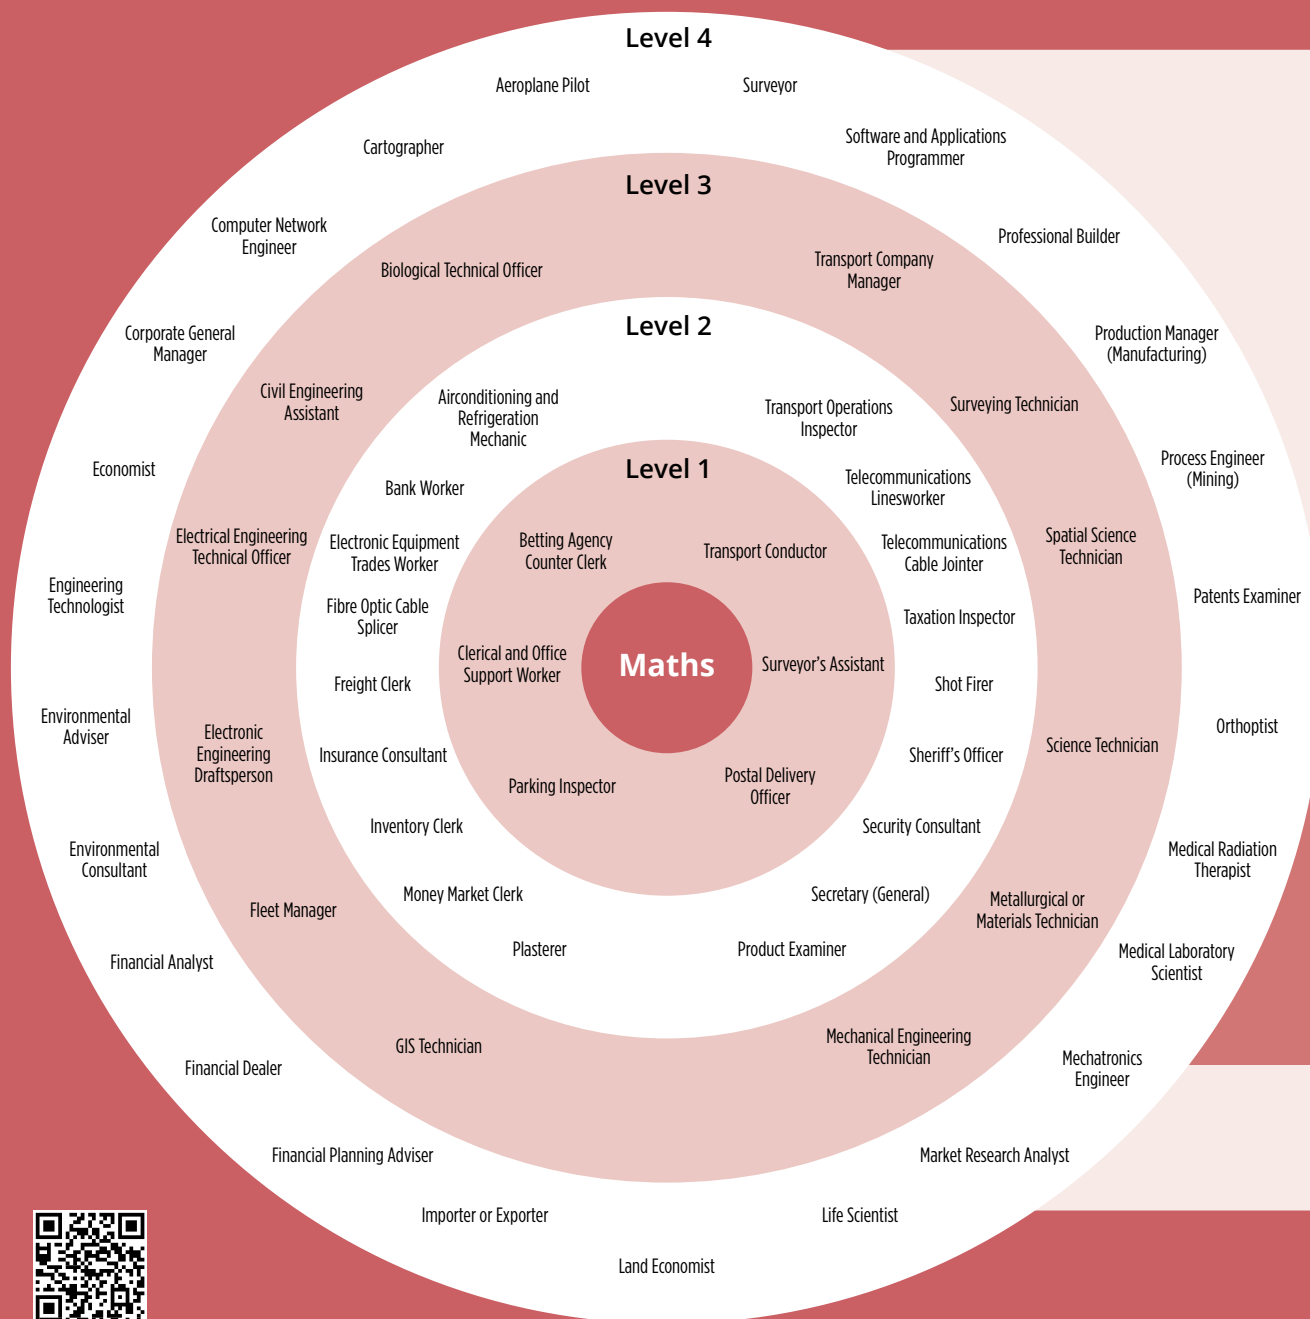 Level 4
Aeroplane Pilot
Surveyor
Cartographer
Software and Applications
Programmer
Computer Network
Engineer
Professional Builder
Corporate General
Manager
Production Manager
(Manufacturing)
Economist
Process Engineer
(Mining)
Engineering
Technologist
Patents Examiner
Environmental
Adviser
Orthoptist
Environmental
Consultant
Medical Radiation
Therapist
Financial Analyst
Medical Laboratory
Scientist
Financial Dealer
Mechatronics
Engineer
Financial Planning Adviser
Market Research Analyst
Importer or Exporter
Life Scientist
Land Economist
Level 3
Biological Technical Officer
Transport Company
Manager
Civil Engineering
Assistant
Surveying Technician
Electrical Engineering
Technical Officer
Spatial Science
Technician
Electronic
Engineering
Draftsperson
Science Technician
Fleet Manager
Metallurgical or
Materials Technician
GIS Technician
Mechanical Engineering
Technician
Level 2
Airconditioning and
Refrigeration
Mechanic
Transport Operations
Inspector
Bank Worker
Telecommunications
Linesworker
Electronic Equipment
Trades Worker
Telecommunications
Cable Jointer
Fibre Optic Cable
Splicer
Taxation Inspector
Freight Clerk
Shot Firer
Insurance Consultant
Sheriff's Officer
Inventory Clerk
Security Consultant
Money Market Clerk
Secretary (General)
Plasterer
Product Examiner
Level 1
Betting Agency
Counter Clerk
Transport Conductor
Clerical and Office
Support Worker
Surveyor's Assistant
Parking Inspector
Postal Delivery
Officer
Maths